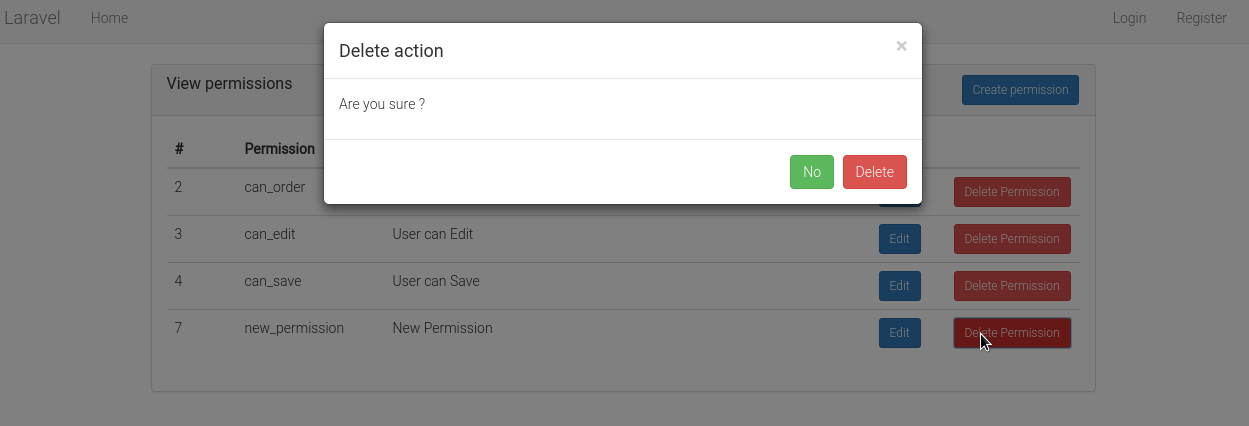 Laravel Home Login Register
Delete action ×
View permissions Create permission
Are you sure ?
# Permission
No Delete
2 can_order Delete Permission
3 can_edit User can Edit Edit Delete Permission
4 can_save User can Save Edit Delete Permission
7 new_permission New Permission Edit Delete Permission